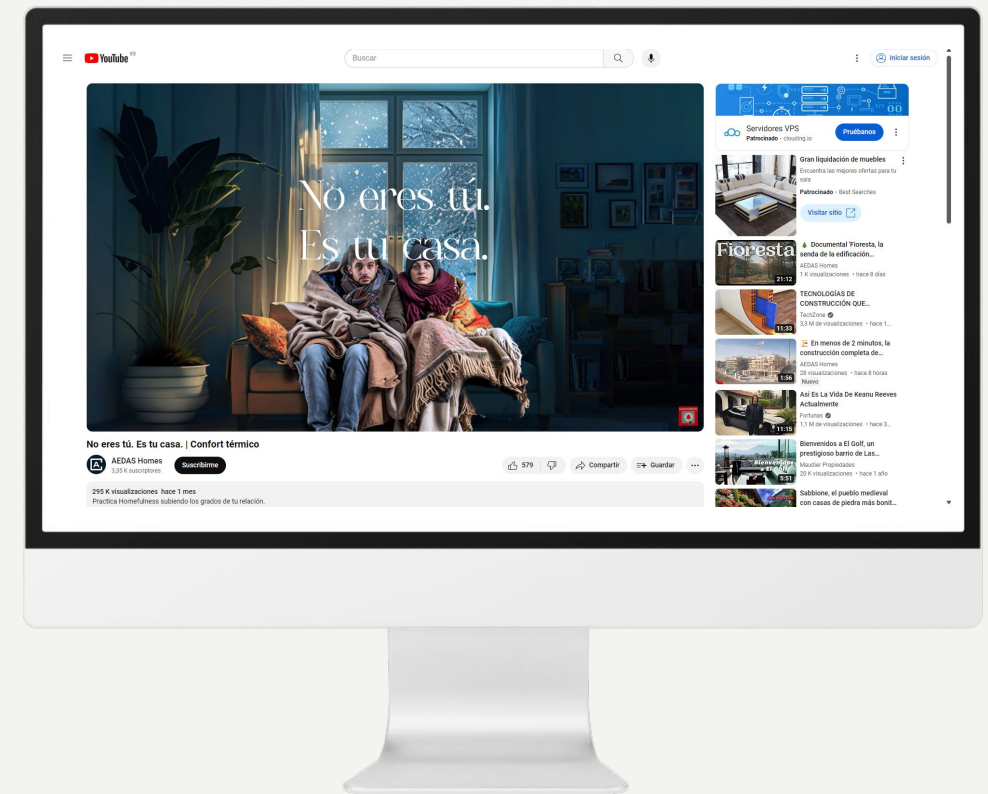 YouTube ES
Buscar
Iniciar sesión
No eres tú.
Es tu casa.
No eres tú. Es tu casa. | Confort térmico
AEDAS Homes
3,35 K suscriptores
Suscribirme
579
Compartir
Guardar
295 K visualizaciones hace 1 mes
Practica Homefulness subiendo los grados de tu relación.
Servidores VPS
Patrocinado · clouding.io
Pruébanos
Gran liquidación de muebles
Encuentra las mejores ofertas para tu
sala
Patrocinado · Best Searches
Visitar sitio
Fioresta
21:12
Documental 'Fioresta, la
senda de la edificación...
AEDAS Homes
1 K visualizaciones · hace 8 días
11:33
TECNOLOGÍAS DE
CONSTRUCCIÓN QUE...
TechZone
3,3 M de visualizaciones · hace 1...
1:56
En menos de 2 minutos, la
construcción completa de...
AEDAS Homes
28 visualizaciones · hace 8 horas
Nuevo
11:15
Así Es La Vida De Keanu Reeves
Actualmente
Fortunas
1,1 M de visualizaciones · hace 3...
Bienvenidos
5:51
Bienvenidos a El Golf, un
prestigioso barrio de Las...
Maudier Propiedades
20 K visualizaciones · hace 1 año
Sabbione, el pueblo medieval
con casas de piedra más bonit...